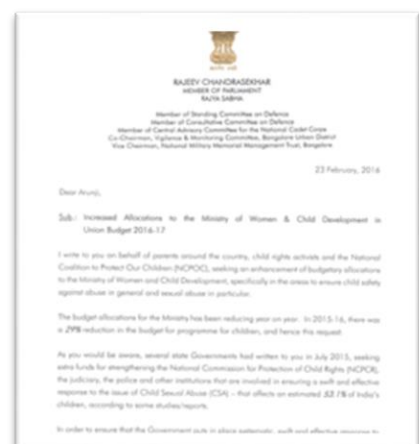 RAJEEV CHANDRASEKHAR
MEMBER OF PARLIAMENT
RAJYA SABHA
Member of Standing Committee on Defence
Member of Consultative Committee on Defence
Member of Central Advisory Committee for the National Cadet Corps
Co-Chairman, Vigilance & Monitoring Committee, Bangalore Urban District
Vice Chairman, National Military Memorial Management Trust, Bangalore
23 February, 2016
Dear Arunji,
Sub.: Increased Allocations to the Ministry of Women & Child Development in
Union Budget 2016-17
I write to you on behalf of parents around the country, child rights activists and the National
Coalition to Protect Our Children (NCPOC), seeking an enhancement of budgetary allocations
to the Ministry of Women and Child Development, specifically in the areas to ensure child safety
against abuse in general and sexual abuse in particular.
The budget allocations for the Ministry has been reducing year on year. In 2015-16, there was
a 29% reduction in the budget for programme for children, and hence this request.
As you would be aware, several state Governments had written to you in July 2015, seeking
extra funds for strengthening the National Commission for Protection of Child Rights (NCPCR),
the judiciary, the police and other institutions that are involved in ensuring a swift and effective
response to the issue of Child Sexual Abuse (CSA) – that affects an estimated 53.1% of India's
children, according to some studies/reports.
In order to ensure that the Government puts in place systematic, swift and effective response to